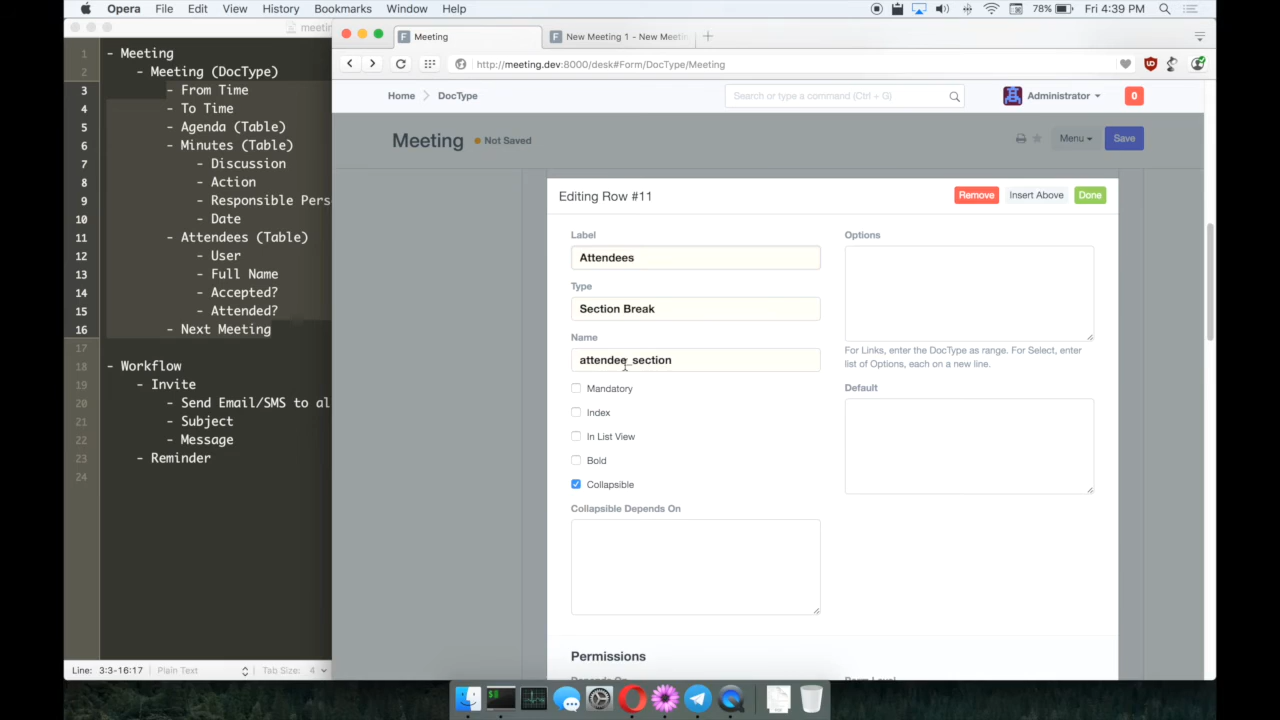 Opera File Edit View History Bookmarks Window Help 78% Fri 4:39 PM
1 - Meeting
2 - Meeting (DocType)
3 - From Time
4 - To Time
5 - Agenda (Table)
6 - Minutes (Table)
7 - Discussion
8 - Action
9 - Responsible Pers
10 - Date
11 - Attendees (Table)
12 - User
13 - Full Name
14 - Accepted?
15 - Attended?
16 - Next Meeting
17
18 - Workflow
19 - Invite
20 - Send Email/SMS to al
21 - Subject
22 - Message
23 - Reminder
24
Line: 3:3-16:17 Plain Text Tab Size: 4
meetin
Meeting New Meeting 1 - New Meetin
http://meeting.dev:8000/desk#Form/DocType/Meeting
Home DocType Search or type a command (Ctrl + G) Administrator 0
Meeting Not Saved Menu Save
Editing Row #11 Remove Insert Above Done
Label
Attendees
Type
Section Break
Name
attendee_section
Mandatory
Index
In List View
Bold
Collapsible
Collapsible Depends On
Options
For Links, enter the DocType as range. For Select, enter
list of Options, each on a new line.
Default
Permissions